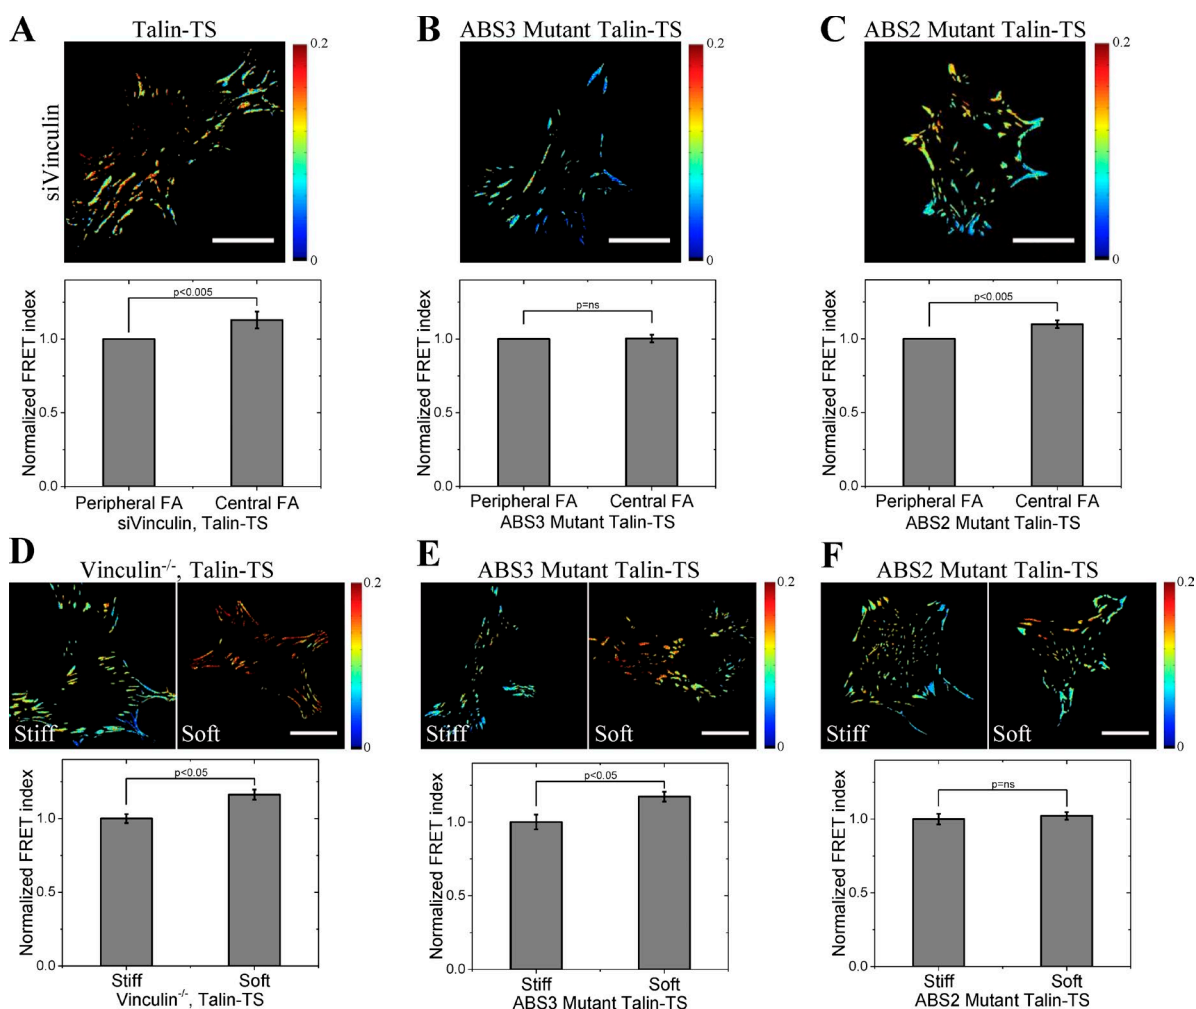 A
Talin-TS
siVinculin
0.2
0
Normalized FRET index
1.0
0.5
0.0
p<0.005
Peripheral FA
Central FA
siVinculin, Talin-TS
B
ABS3 Mutant Talin-TS
0.2
0
Normalized FRET index
1.0
0.5
0.0
p=ns
Peripheral FA
Central FA
ABS3 Mutant Talin-TS
C
ABS2 Mutant Talin-TS
0.2
0
Normalized FRET index
1.0
0.5
0.0
p<0.005
Peripheral FA
Central FA
ABS2 Mutant Talin-TS
D
Vinculin-/-, Talin-TS
Stiff
Soft
0.2
0
Normalized FRET index
1.0
0.5
0.0
p<0.05
Stiff
Soft
Vinculin-/-, Talin-TS
E
ABS3 Mutant Talin-TS
Stiff
Soft
0.2
0
Normalized FRET index
1.0
0.5
0.0
p<0.05
Stiff
Soft
ABS3 Mutant Talin-TS
F
ABS2 Mutant Talin-TS
Stiff
Soft
0.2
0
Normalized FRET index
1.0
0.5
0.0
p=ns
Stiff
Soft
ABS2 Mutant Talin-TS